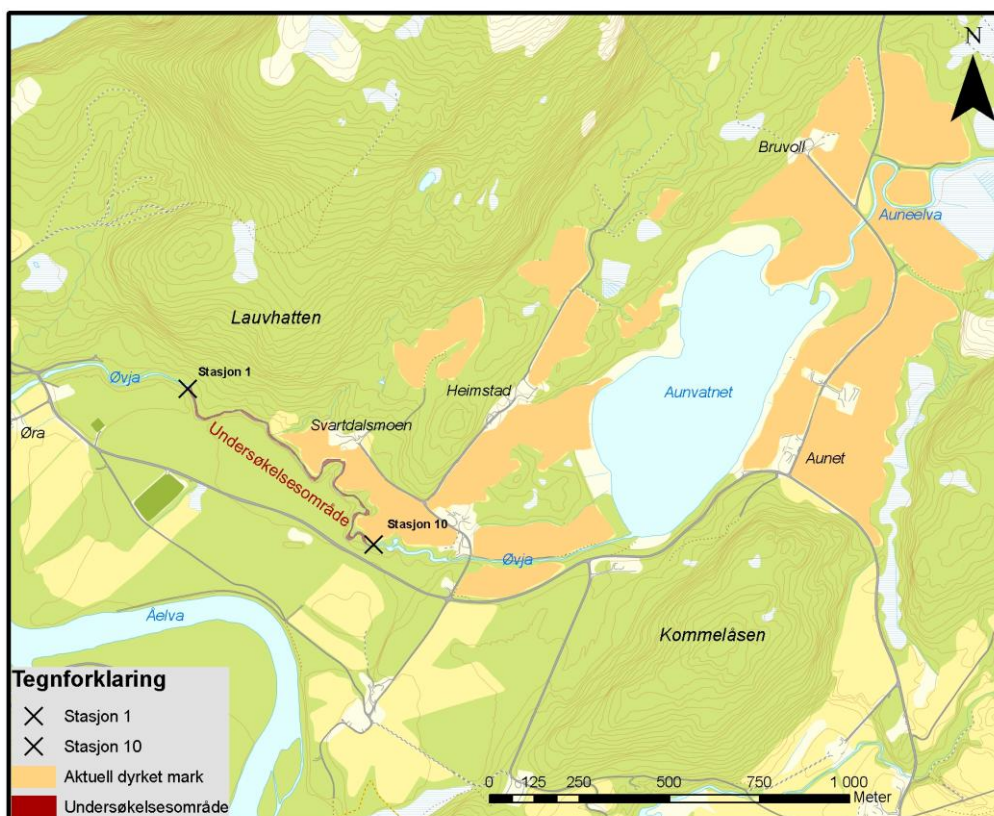 N
Bruvoll
Auneelva
Lauvhatten
Aunvatnet
Øvja
Stasjon 1
Heimstad
Svartdalsmoen
Øra
Undersøkelsesområde
Aunet
Stasjon 10
Øvja
Åelva
Kommelåsen
Tegnforklaring
Stasjon 1
Stasjon 10
Aktuell dyrket mark
Undersøkelsesområde
0 125 250 500 750 1 000
Meter